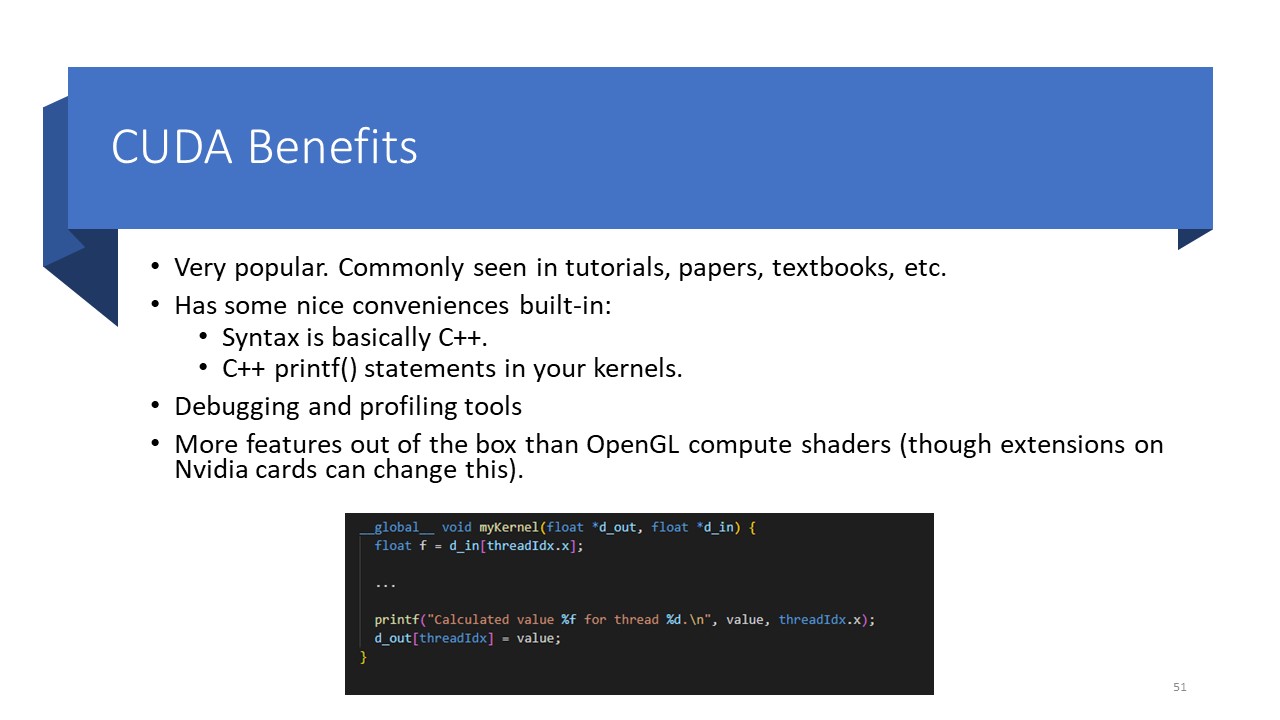 CUDA Benefits
• Very popular. Commonly seen in tutorials, papers, textbooks, etc.
• Has some nice conveniences built-in:
• Syntax is basically C++.
• C++ printf() statements in your kernels.
• Debugging and profiling tools
• More features out of the box than OpenGL compute shaders (though extensions on
Nvidia cards can change this).
__global__ void myKernel(float *d_out, float *d_in) {
float f = d_in[threadIdx.x];
...
printf("Calculated value %f for thread %d.\n", value, threadIdx.x);
d_out[threadIdx] = value;
}
51